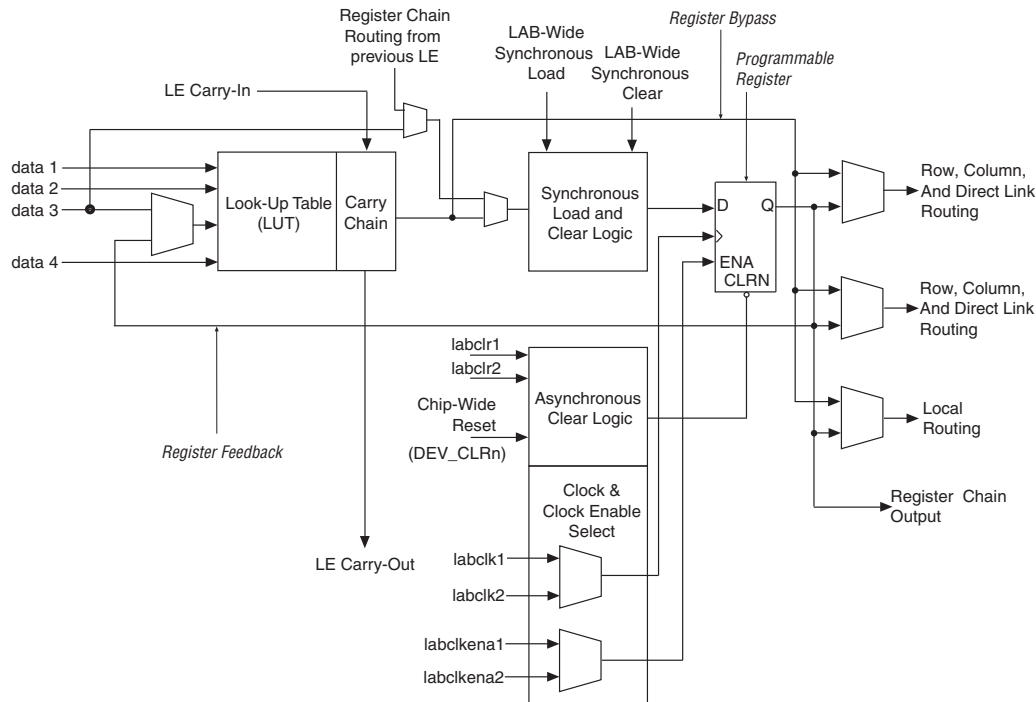 Register Chain
Routing from
previous LE
LE Carry-In
LAB-Wide
Synchronous
Load
LAB-Wide
Synchronous
Clear
Register Bypass
Programmable
Register
data 1
data 2
data 3
data 4
Look-Up Table
(LUT)
Carry
Chain
Synchronous
Load and
Clear Logic
D
Q
ENA
CLRN
Row, Column,
And Direct Link
Routing
Row, Column,
And Direct Link
Routing
Local
Routing
Register Chain
Output
Register Feedback
labclr1
labclr2
Chip-Wide
Reset
(DEV_CLRn)
Asynchronous
Clear Logic
Clock &
Clock Enable
Select
LE Carry-Out
labclk1
labclk2
labclkena1
labclkena2